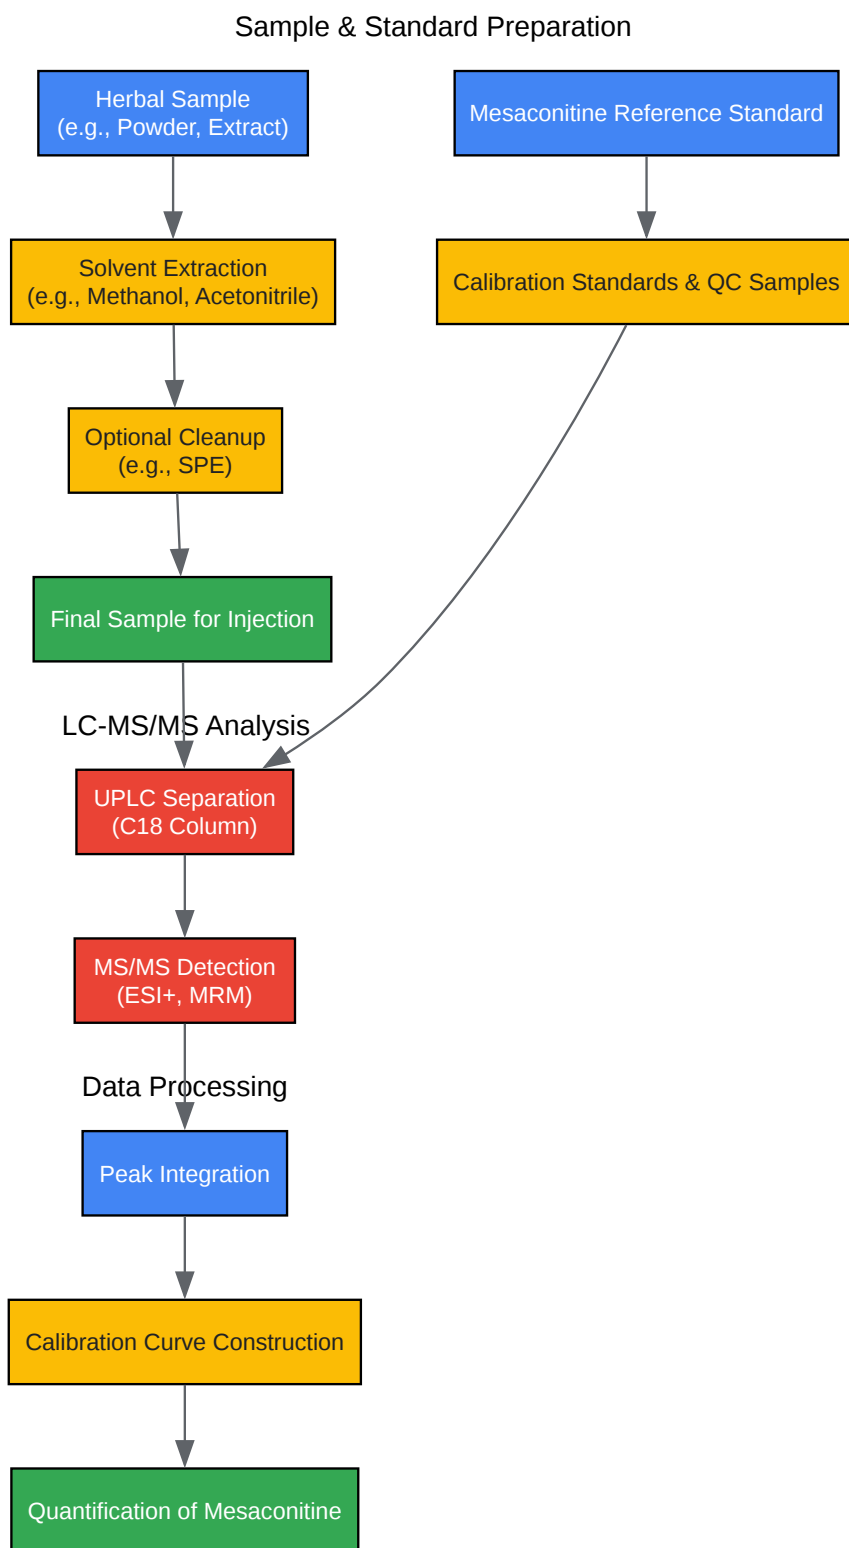 Sample & Standard Preparation
Herbal Sample
(e.g., Powder, Extract)
Mesaconitine Reference Standard
Solvent Extraction
(e.g., Methanol, Acetonitrile)
Calibration Standards & QC Samples
Optional Cleanup
(e.g., SPE)
Final Sample for Injection
LC-MS/MS Analysis
UPLC Separation
(C18 Column)
MS/MS Detection
(ESI+, MRM)
Data Processing
Peak Integration
Calibration Curve Construction
Quantification of Mesaconitine